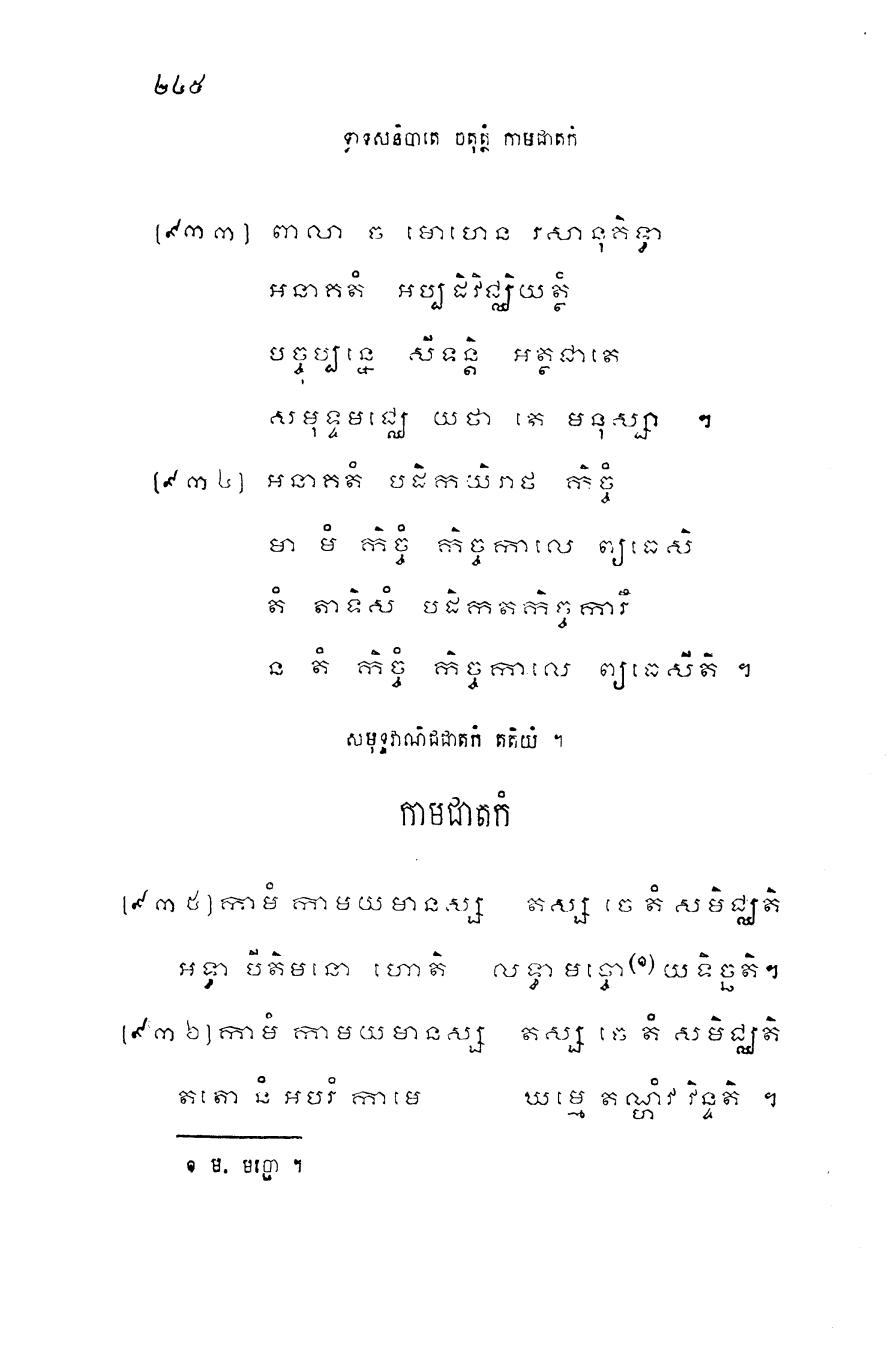 ២៤៥
ទ្វាទសនិបាតេ ចតុត្ថំ កាមជាតកំ
(៩៣៣) ពាលា ច មោហេន រសានុគិទ្ធា
អនាគតំ អប្បដិវិជ្ឈិយត្ថំ
បច្ចុប្បន្នេ សីទន្តិ អត្ថជាតេ
សមុទ្ទមជ្ឈេ យថា តេ មនុស្សា ។
(៩៣៤) អនាគតំ បដិកយិរាថ កិច្ចំ
មា មំ កិច្ចំ កិច្ចកាលេ ព្យធេសិ
តំ តាទិសំ បដិកតកិច្ចការឹ
ន តំ កិច្ចំ កិច្ចកាលេ ព្យធេសីតិ ។
សមុទ្ទវាណិជជាតកំ តតិយំ ។
កាមជាតកំ
(៩៣៥) កាមំ កាមយមានស្ស តស្ស ចេ តំ សមិជ្ឈតិ
អទ្ធា បីតិមនោ ហោតិ លទ្ធា មច្ចោ(១) យទិច្ឆតិ។
(៩៣៦) កាមំ កាមយមានស្ស តស្ស ចេ តំ សមិជ្ឈតិ
តតោ នំ អបរំ កាមេ ឃម្មេ តណ្ហំវ វិន្ទតិ ។
១ ម. មច្ចោ ។